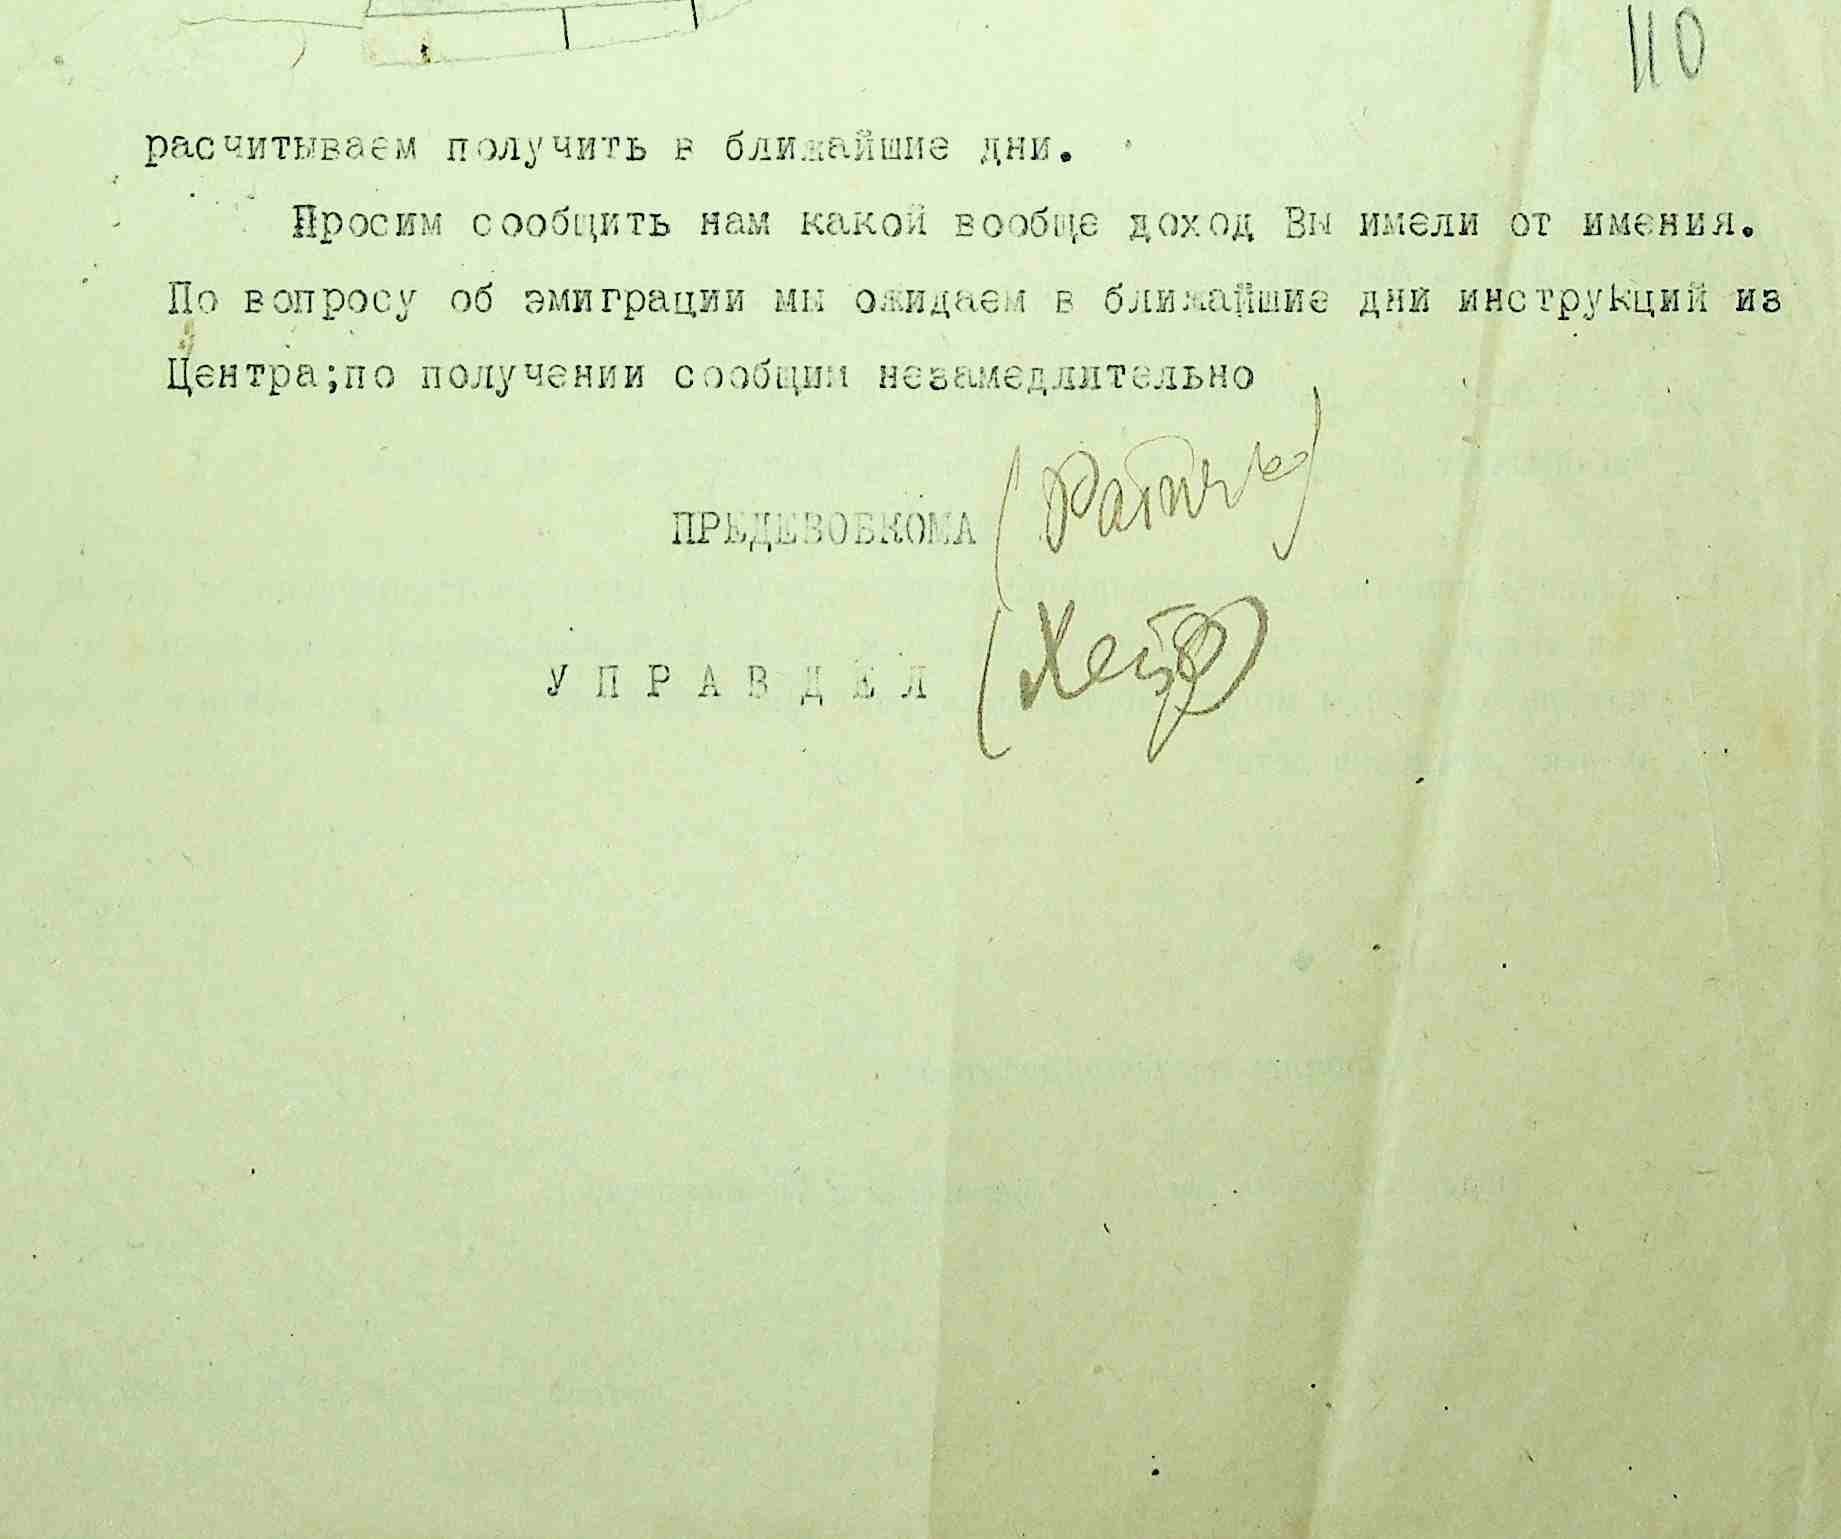 110
расчитываем получить в ближайшие дни.
Просим сообщить нам какой вообще доход Вы имели от имения.
По вопросу об эмиграции мы ожидаем в ближайшие дни инструкций из
Центра;по получении сообщим незамедлительно
ПРЕДЕВОБКОМА
УПРАВДЕЛ